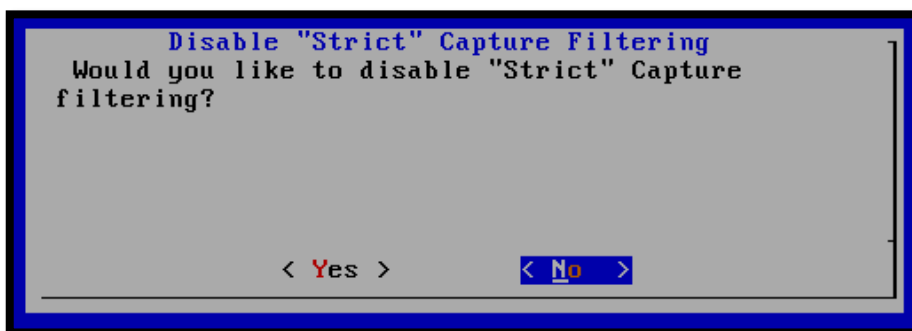 Disable "Strict" Capture Filtering
Would you like to disable "Strict" Capture
filtering?
< Yes > < No >